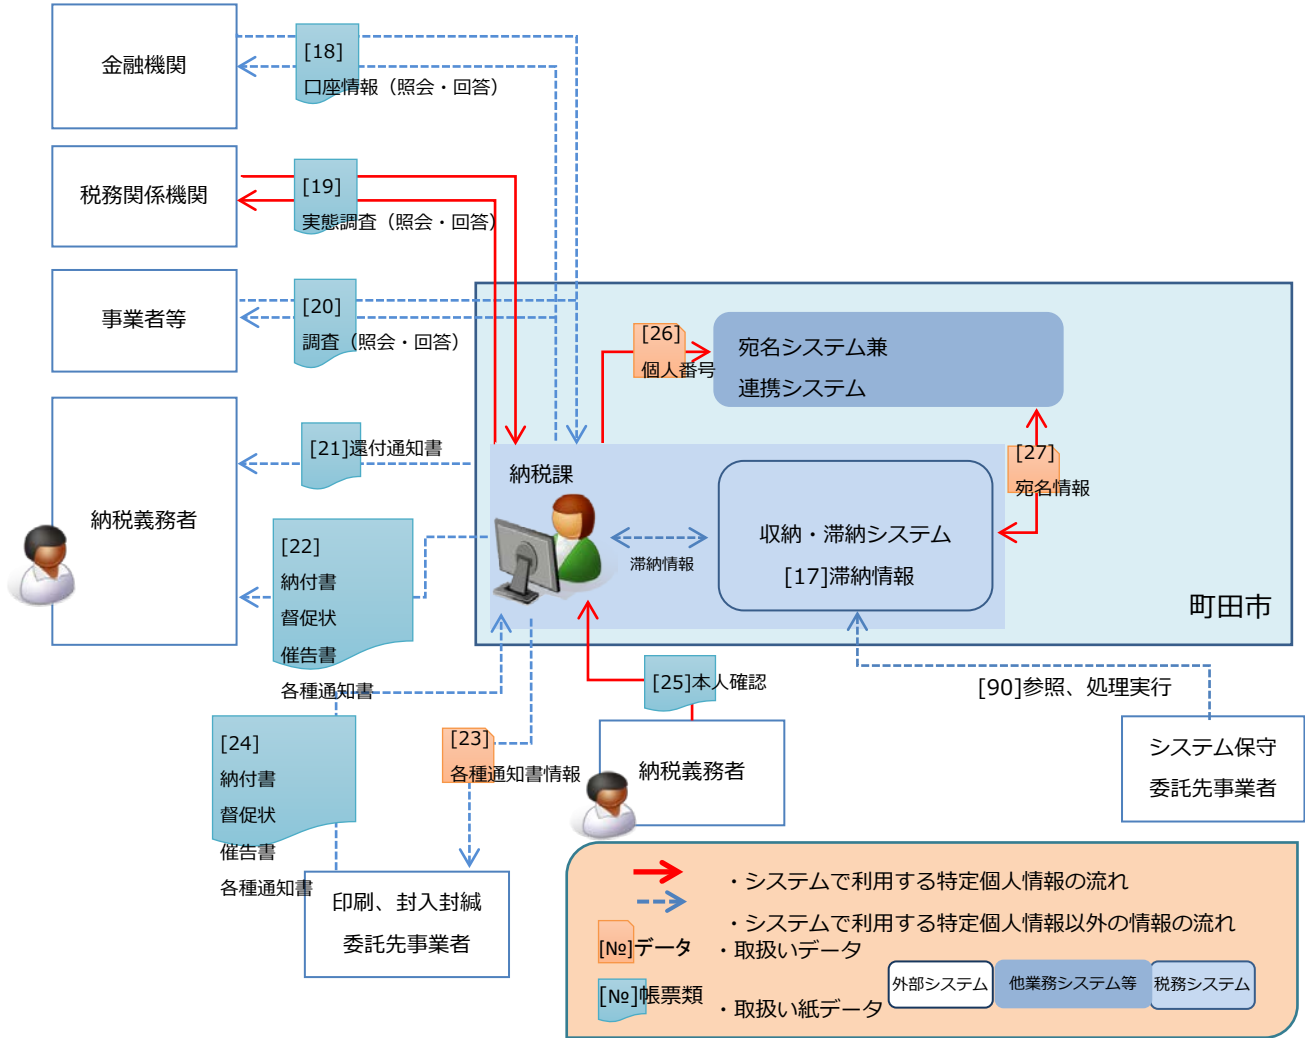 金融機関
[18]
口座情報（照会・回答）
税務関係機関
[19]
実態調査（照会・回答）
事業者等
[20]
調査（照会・回答）
[26]
個人番号
宛名システム兼
連携システム
納税義務者
[21]還付通知書
納税課
[27]
宛名情報
[22]
納付書
督促状
催告書
各種通知書
滞納情報
収納・滞納システム
[17]滞納情報
町田市
[25]本人確認
[90]参照、処理実行
[24]
納付書
督促状
催告書
各種通知書
[23]
各種通知書情報
納税義務者
システム保守
委託先事業者
印刷、封入封緘
委託先事業者
・システムで利用する特定個人情報の流れ
・システムで利用する特定個人情報以外の情報の流れ
[№]データ ・取扱いデータ
[№]帳票類 ・取扱い紙データ
外部システム 他業務システム等 税務システム